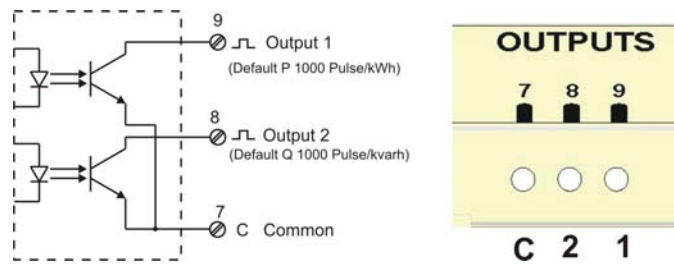 9
Output 1
(Default P 1000 Pulse/kWh)
8
Output 2
(Default Q 1000 Pulse/kvarh)
7
C Common
OUTPUTS
7 8 9
C 2 1